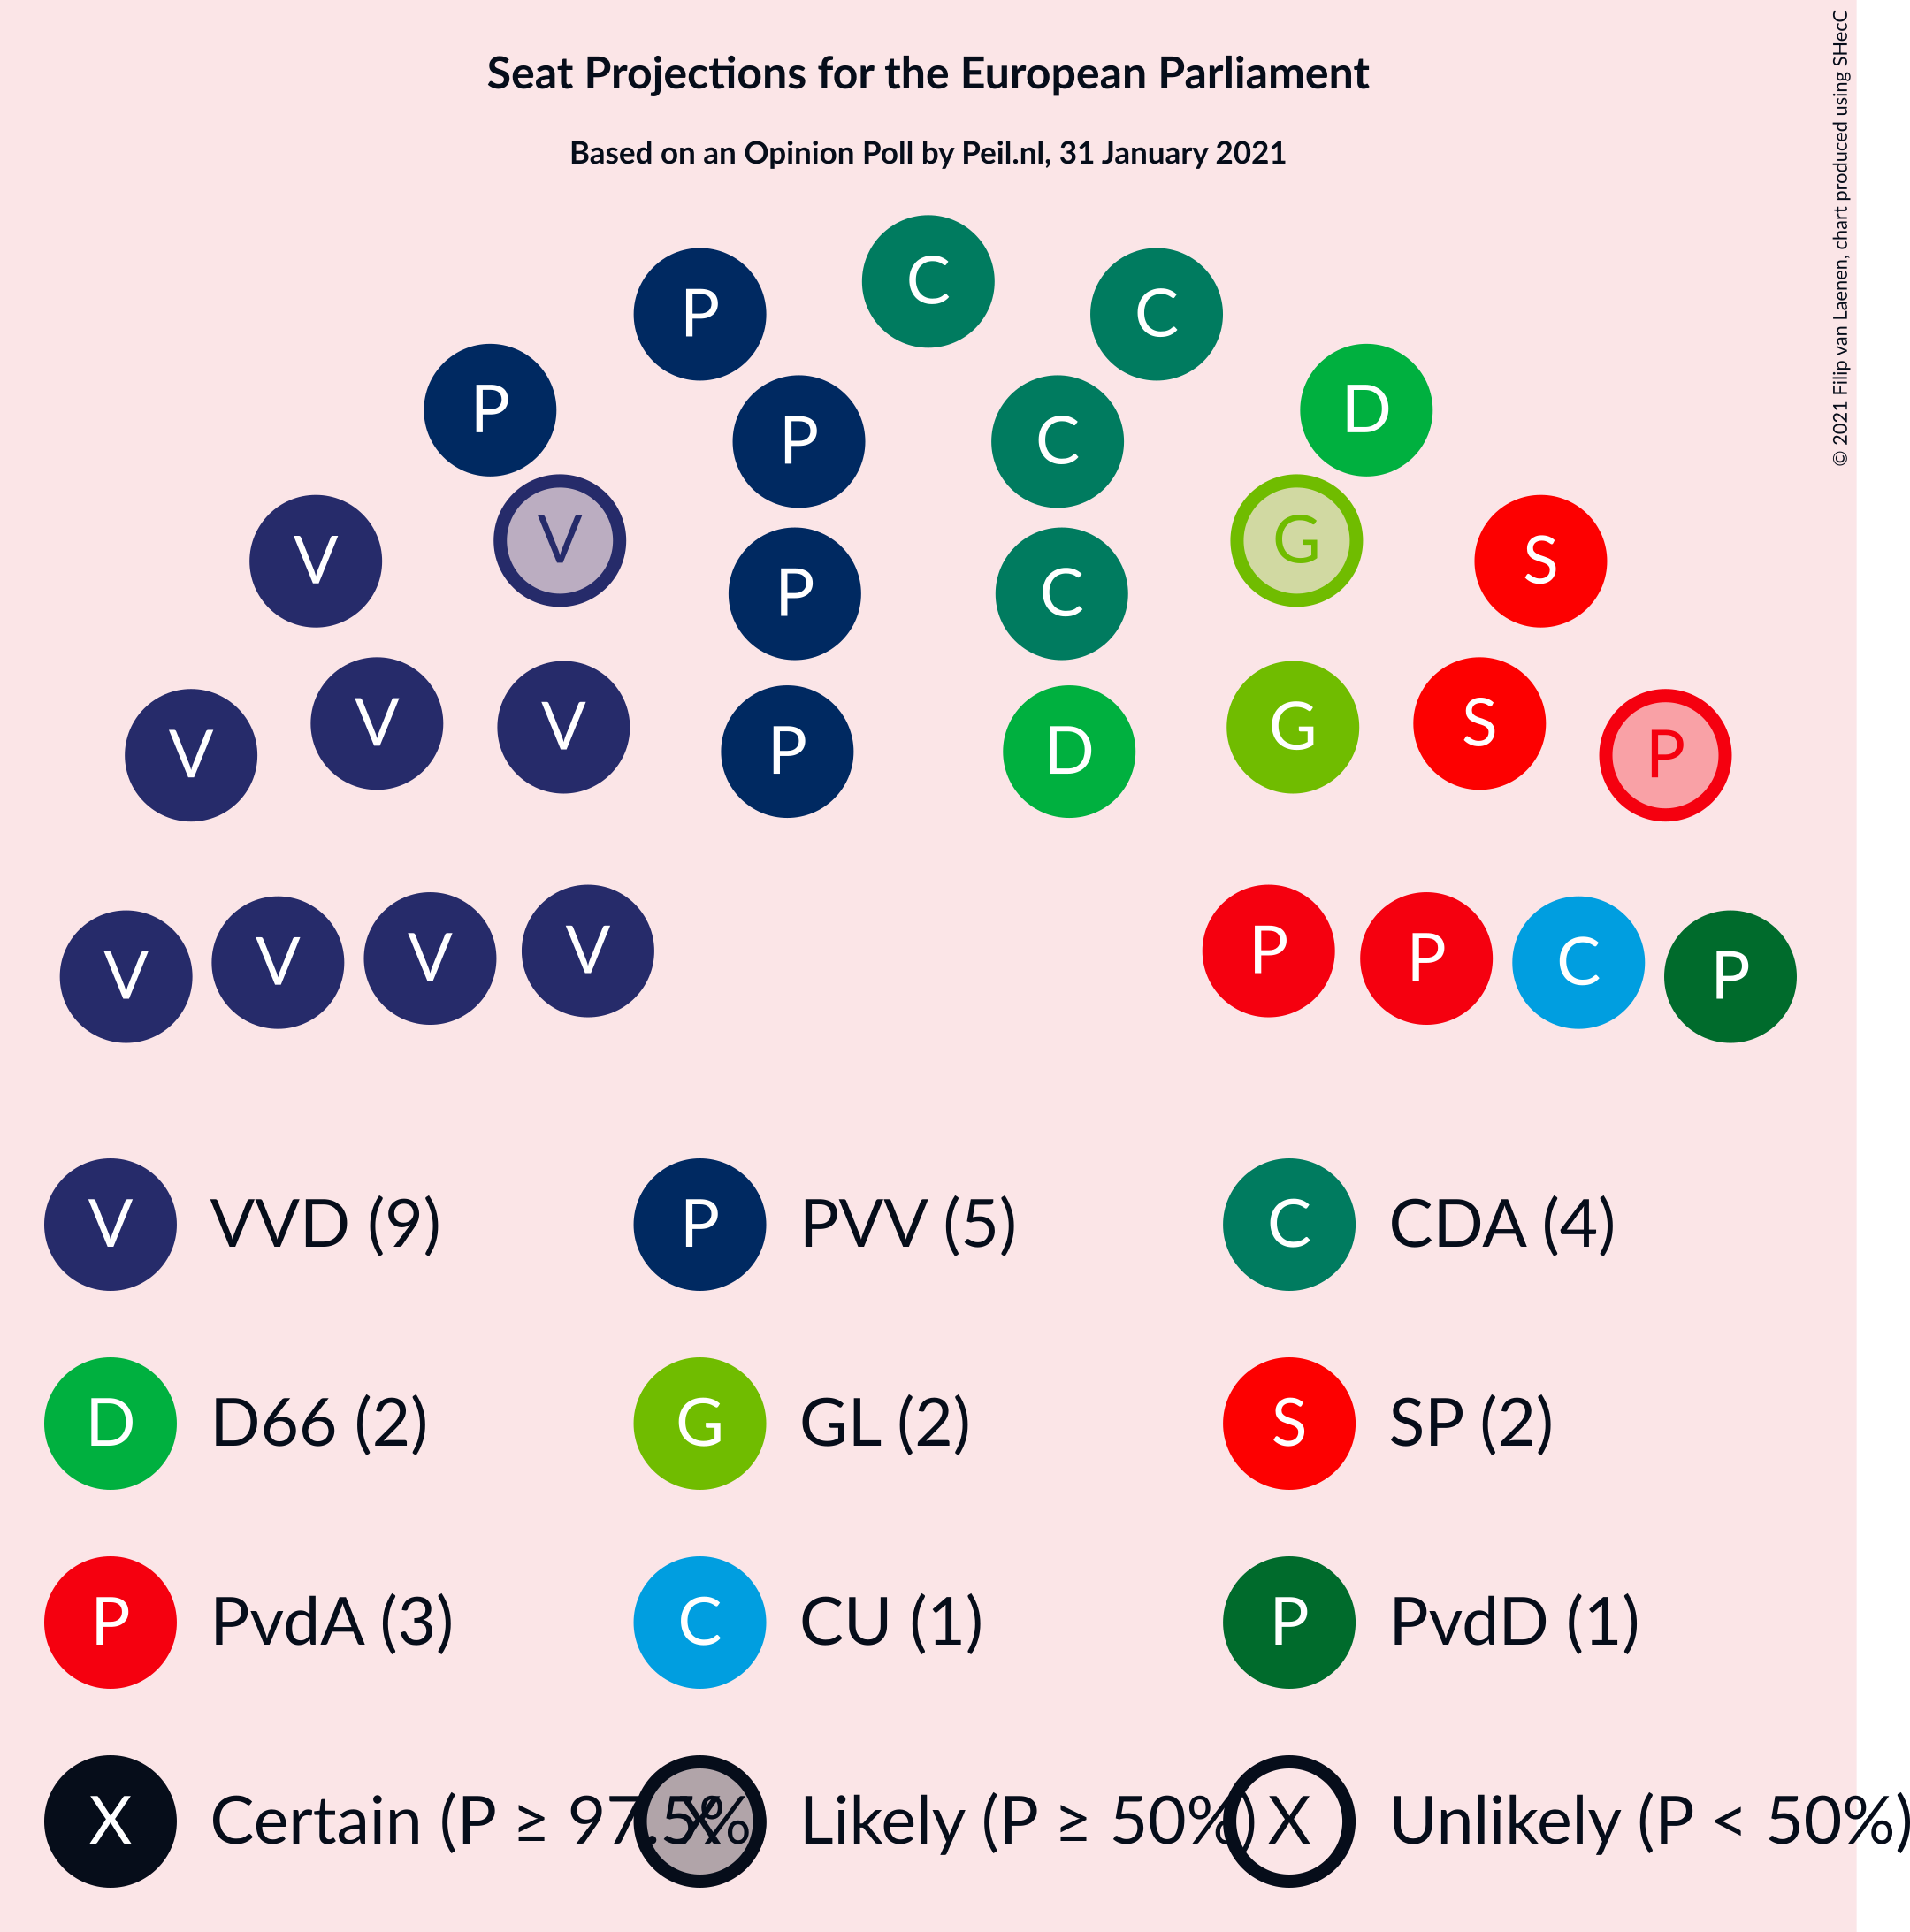 Seat Projections for the European Parliament
Based on an Opinion Poll by Peil.nl, 31 January 2021
© 2021 Filip van Laenen, chart produced using SHecC
C
P C
P D
P C
V G
V S
P C
V S
V G
V P D P
P P
V V C
V P
V VVD (9) P PVV (5) C CDA (4)
D D66 (2) G GL (2) S SP (2)
P PvdA (3) C CU (1) P PvdD (1)
X Certain (P ≥ 97.5% X Likely (P ≥ 50%) X Unlikely (P < 50%)